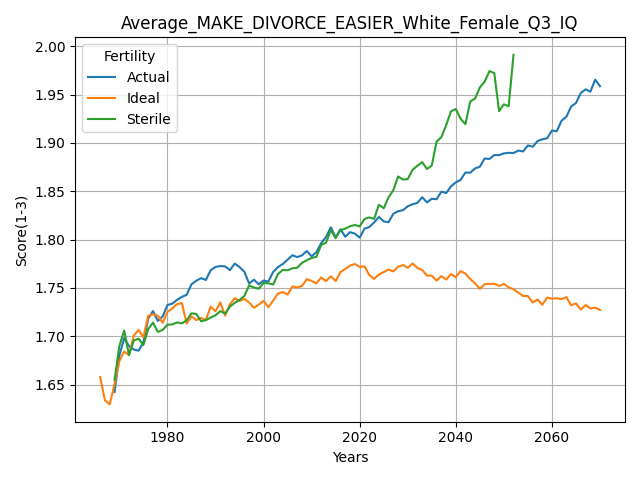 Average_MAKE_DIVORCE_EASIER_White_Female_Q3_IQ
Fertility
Actual
Ideal
Sterile
Score(1-3)
2.00
1.95
1.90
1.85
1.80
1.75
1.70
1.65
1980 2000 2020 2040 2060
Years